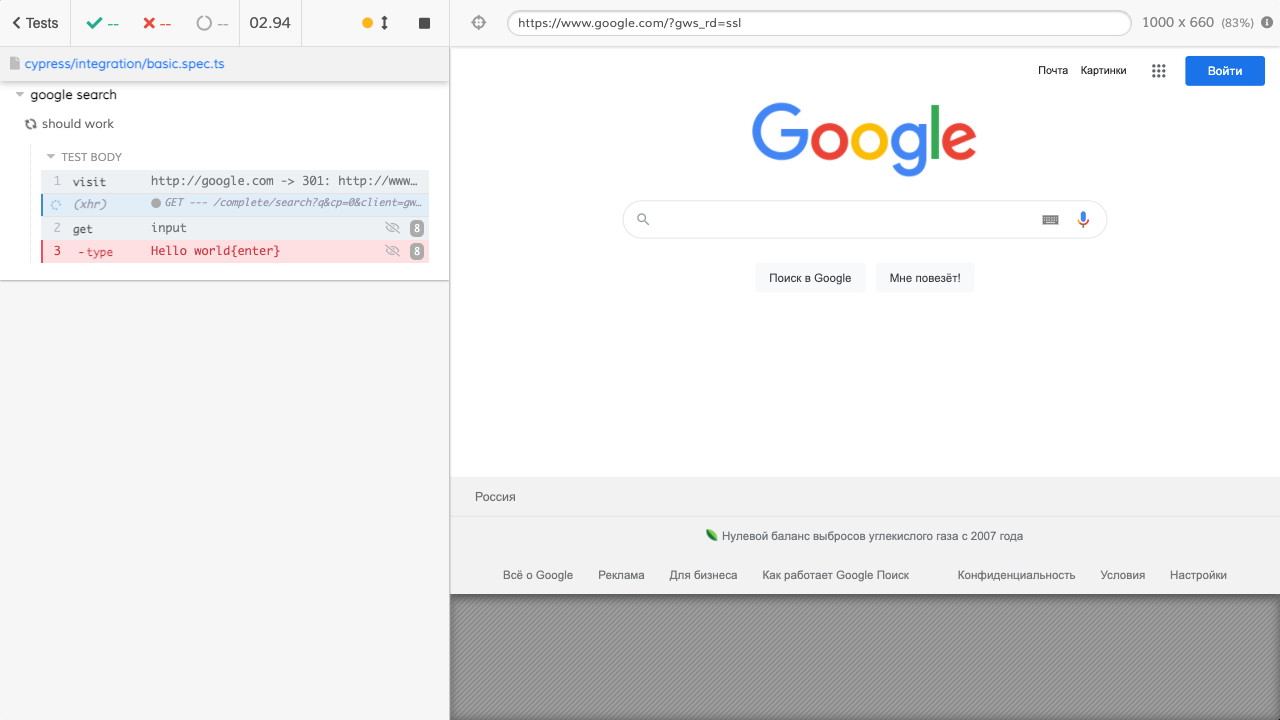 Tests -- -- -- 02.94
https://www.google.com/?gws_rd=ssl 1000 x 660 (83%)
cypress/integration/basic.spec.ts
google search
should work
TEST BODY
1 visit http://google.com -> 301: http://www…
(xhr) GET --- /complete/search?q&cp=0&client=gw…
2 get input 8
3 -type Hello world{enter} 8
Почта Картинки Войти
Google
Поиск в Google Мне повезёт!
Россия
Нулевой баланс выбросов углекислого газа с 2007 года
Всё о Google Реклама Для бизнеса Как работает Google Поиск Конфиденциальность Условия Настройки